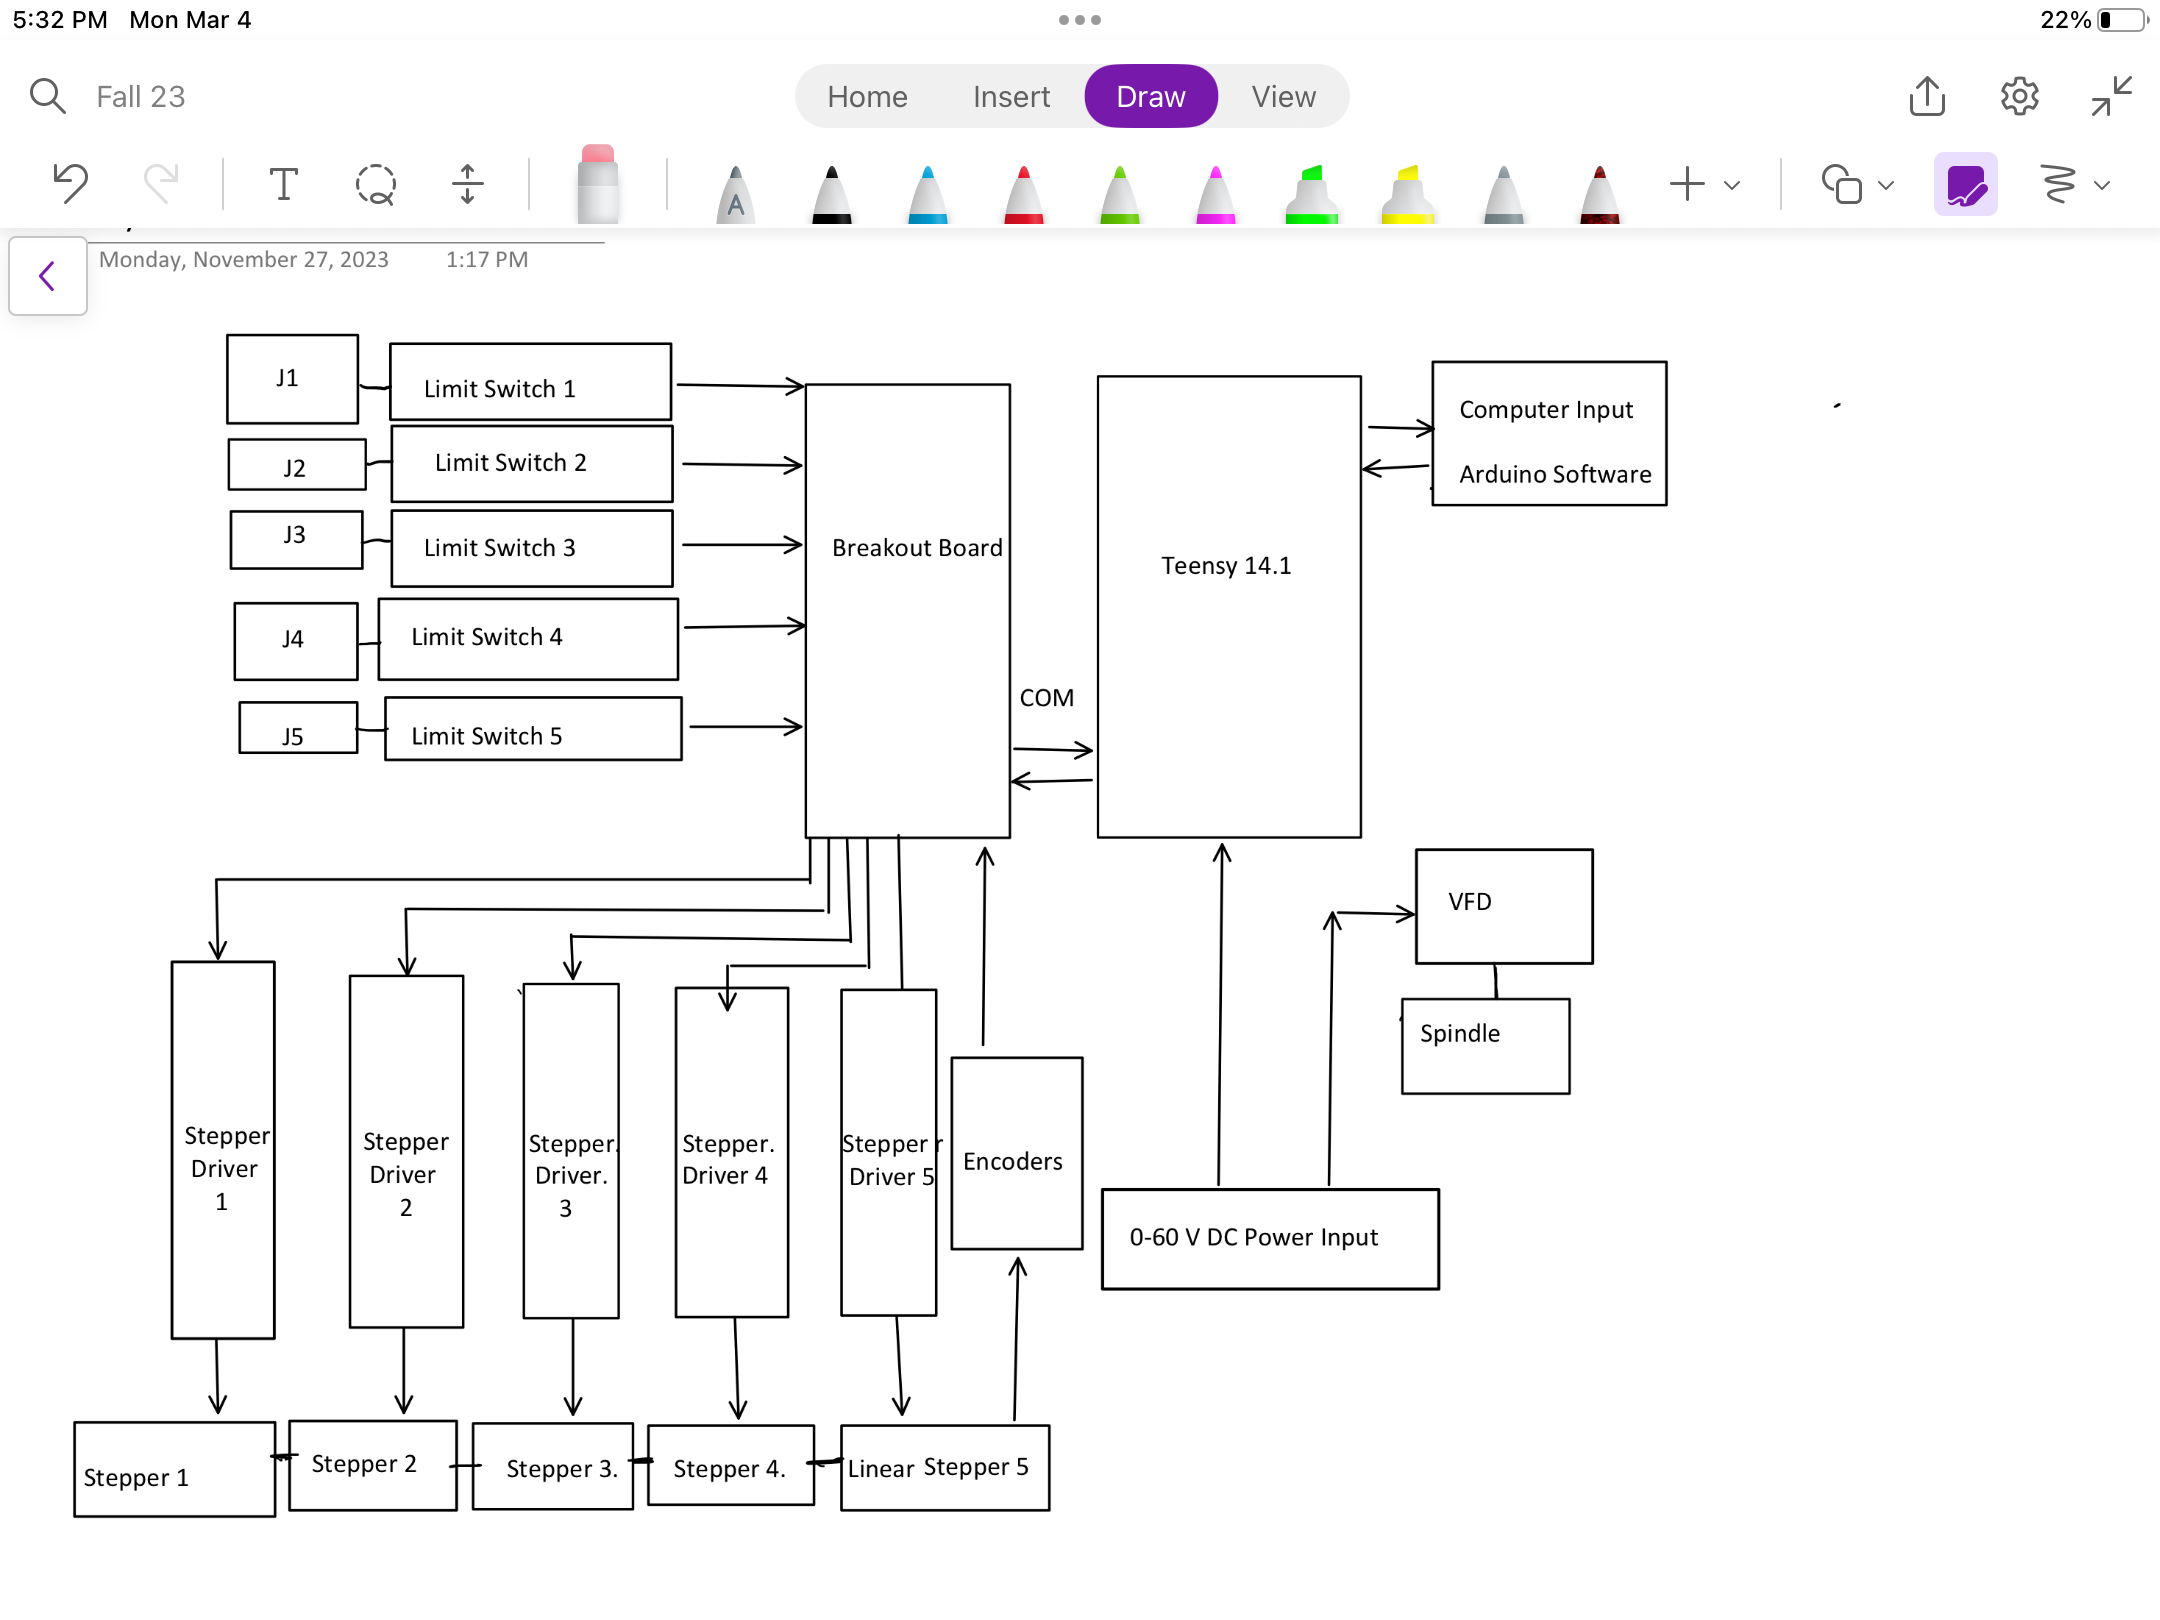 5:32 PM Mon Mar 4
22%
Fall 23
Home
Insert
Draw
View
T
A
Monday, November 27, 2023 1:17 PM
J1
Limit Switch 1
J2
Limit Switch 2
J3
Limit Switch 3
J4
Limit Switch 4
J5
Limit Switch 5
Breakout Board
COM
Teensy 14.1
Computer Input
Arduino Software
VFD
Spindle
Stepper
Driver
1
Stepper
Driver
2
Stepper.
Driver.
3
Stepper.
Driver 4
Stepper r
Driver 5
Encoders
0-60 V DC Power Input
Stepper 1
Stepper 2
Stepper 3.
Stepper 4.
Linear Stepper 5